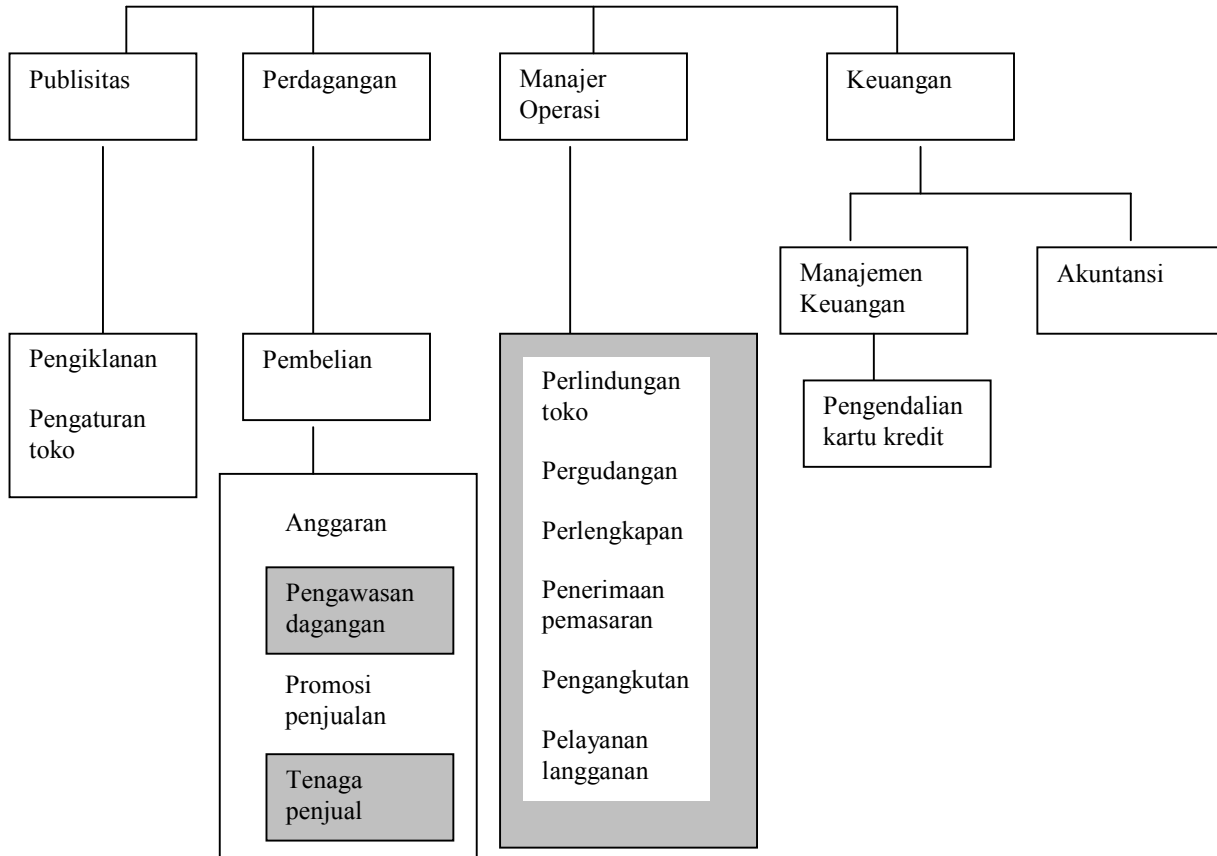 Publisitas
Perdagangan
Manajer
Operasi
Keuangan
Manajemen
Keuangan
Akuntansi
Pengiklanan
Pengaturan
toko
Pembelian
Perlindungan
toko
Pergudangan
Perlengkapan
Penerimaan
pemasaran
Pengangkutan
Pelayanan
langganan
Pengendalian
kartu kredit
Anggaran
Pengawasan
dagangan
Promosi
penjualan
Tenaga
penjual